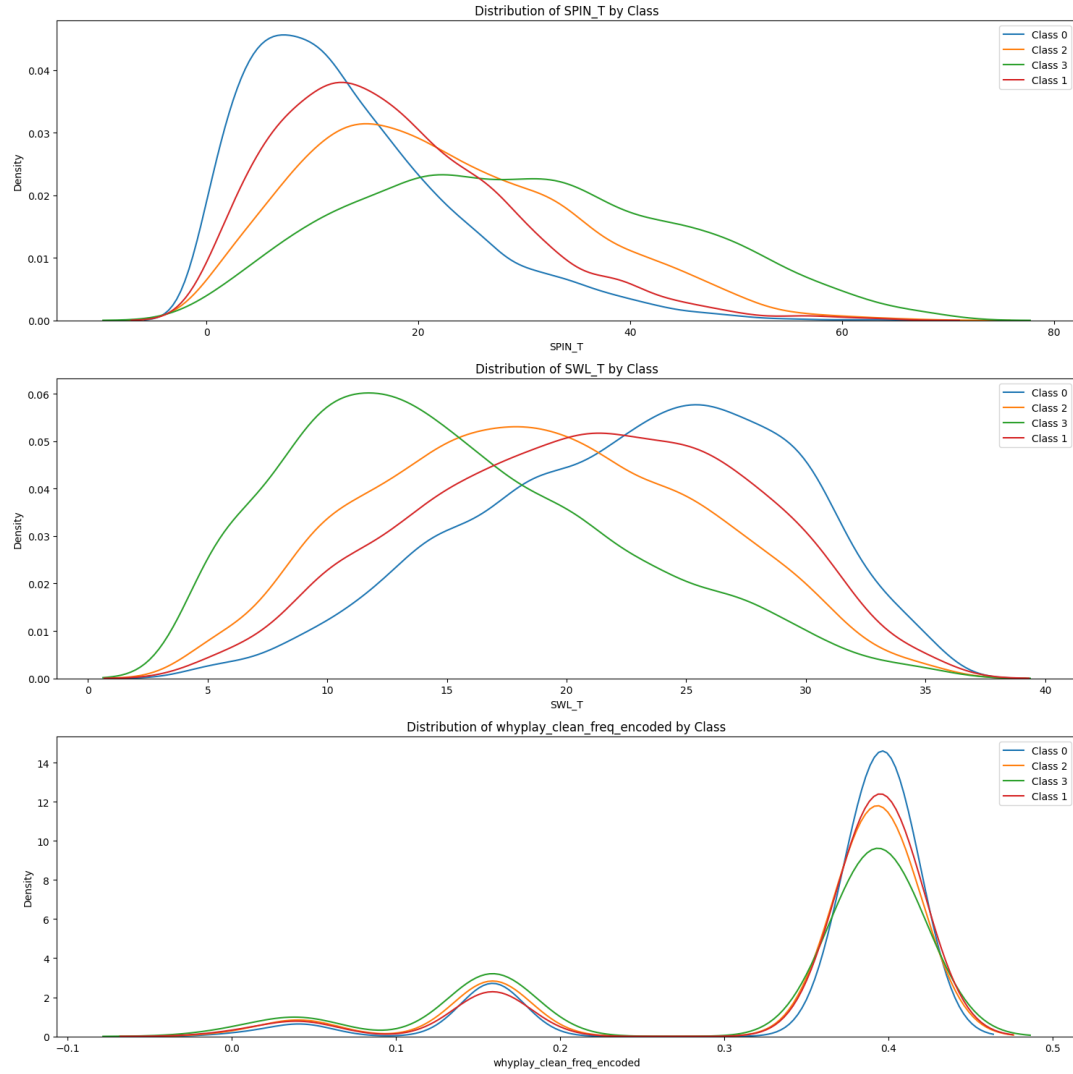 Distribution of SPIN_T by Class
Class 0
Class 2
Class 3
Class 1
Density
0.04
0.03
0.02
0.01
0.00
0
20
40
60
80
SPIN_T
Distribution of SWL_T by Class
Class 0
Class 2
Class 3
Class 1
Density
0.06
0.05
0.04
0.03
0.02
0.01
0.00
0
5
10
15
20
25
30
35
40
SWL_T
Distribution of whyplay_clean_freq_encoded by Class
Class 0
Class 2
Class 3
Class 1
Density
14
12
10
8
6
4
2
0
−0.1
0.0
0.1
0.2
0.3
0.4
0.5
whyplay_clean_freq_encoded